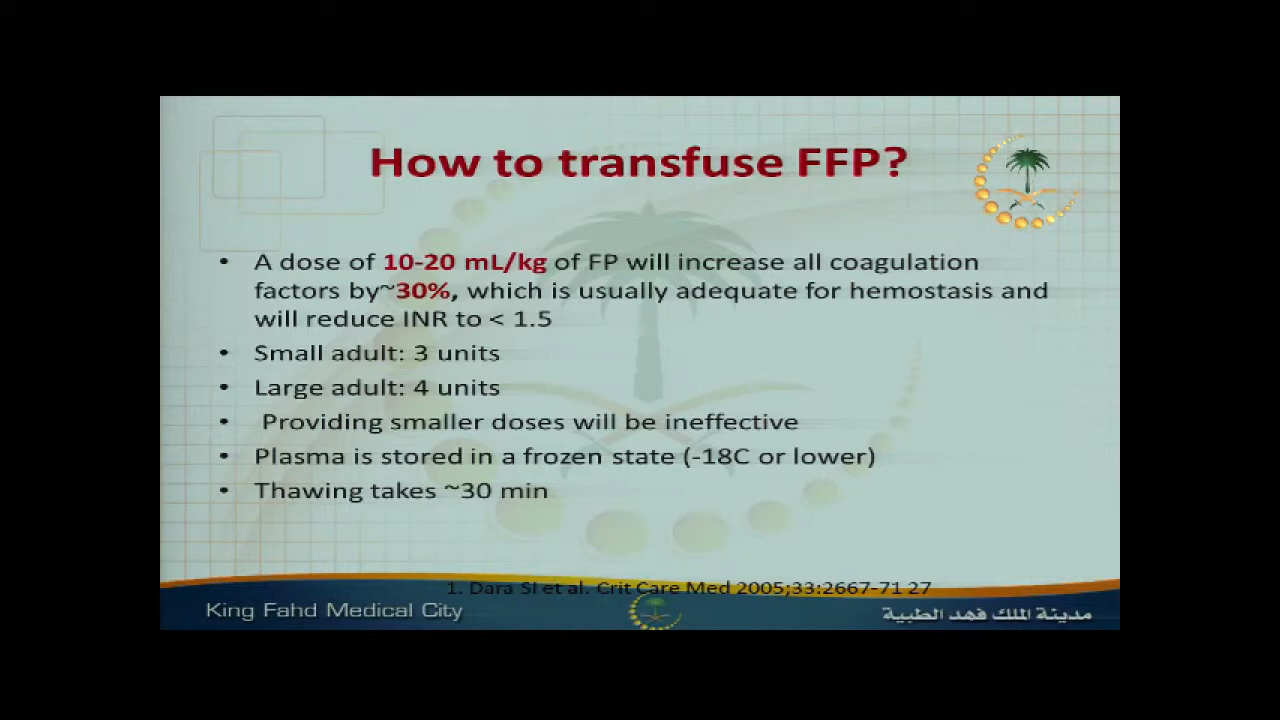 How to transfuse FFP?
• A dose of 10-20 mL/kg of FP will increase all coagulation
factors by~30%, which is usually adequate for hemostasis and
will reduce INR to < 1.5
• Small adult: 3 units
• Large adult: 4 units
• Providing smaller doses will be ineffective
• Plasma is stored in a frozen state (-18C or lower)
• Thawing takes ~30 min
1. Dara SI et al. Crit Care Med 2005;33:2667-71 27
King Fahd Medical City
مدينة الملك فهد الطبية